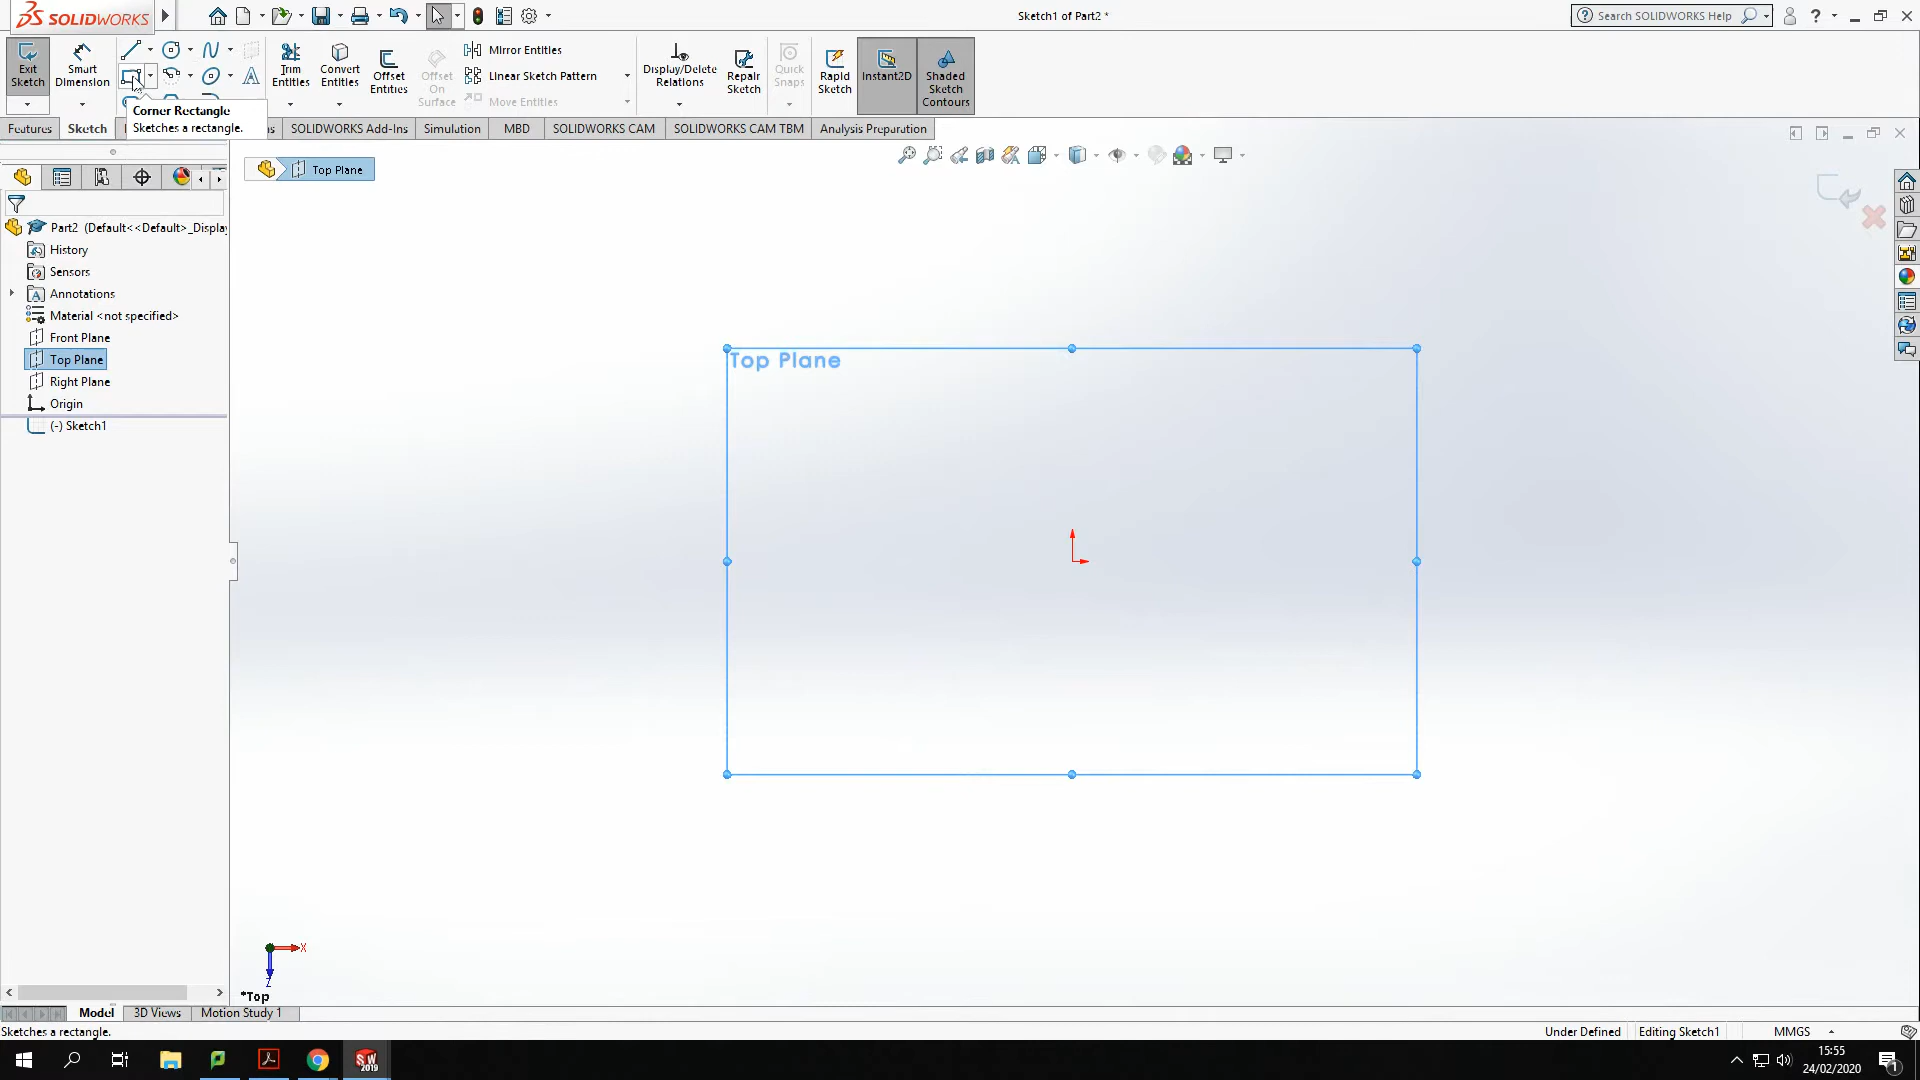 SOLIDWORKS
Sketch1 of Part2 *
Search SOLIDWORKS Help
Exit Sketch
Smart Dimension
Trim Entities
Convert Entities
Offset Entities
Offset On Surface
Mirror Entities
Linear Sketch Pattern
Move Entities
Display/Delete Relations
Repair Sketch
Quick Snaps
Rapid Sketch
Instant2D
Shaded Sketch Contours
Corner Rectangle
Sketches a rectangle.
Features
Sketch
SOLIDWORKS Add-Ins
Simulation
MBD
SOLIDWORKS CAM
SOLIDWORKS CAM TBM
Analysis Preparation
Top Plane
Part2 (Default<<Default>_Display
History
Sensors
Annotations
Material <not specified>
Front Plane
Top Plane
Right Plane
Origin
(-) Sketch1
Top Plane
X
Z
*Top
Model
3D Views
Motion Study 1
Sketches a rectangle.
Under Defined
Editing Sketch1
MMGS
SW 2019
15:55
24/02/2020
1